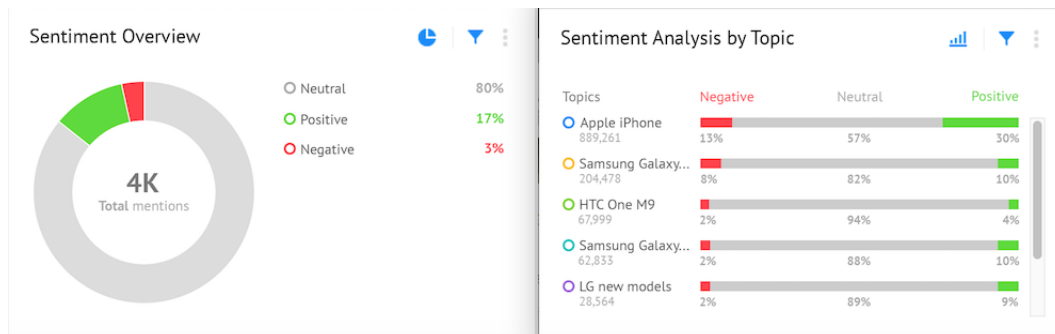 Sentiment Overview
Neutral 80%
Positive 17%
Negative 3%
4K
Total mentions
Sentiment Analysis by Topic
Topics Negative Neutral Positive
Apple iPhone
889,261 13% 57% 30%
Samsung Galaxy...
204,478 8% 82% 10%
HTC One M9
67,999 2% 94% 4%
Samsung Galaxy...
62,833 2% 88% 10%
LG new models
28,564 2% 89% 9%